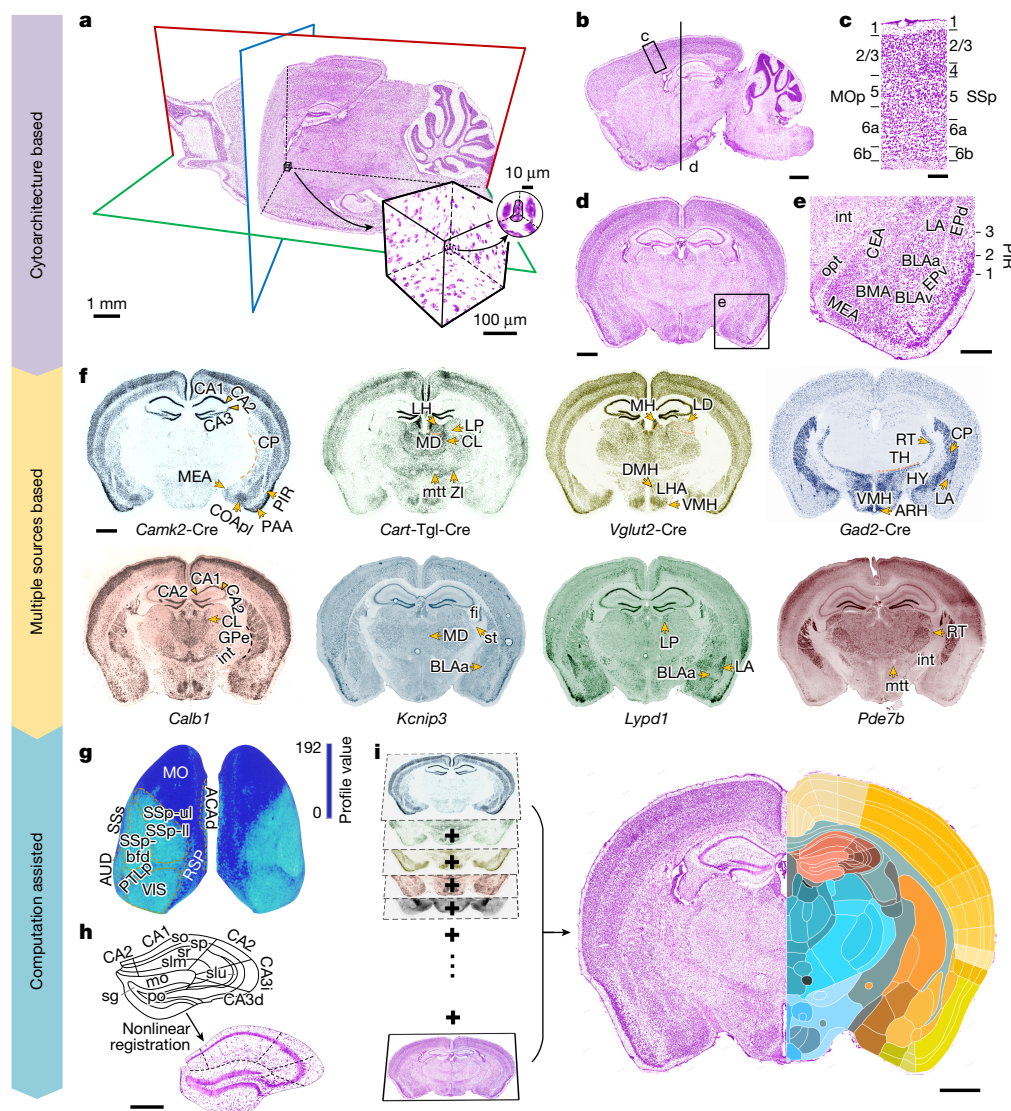 Cytoarchitecture based
Multiple sources based
Computation assisted
a
1 mm
10 μm
100 μm
b
c
d
c
1
2/3
5
6a
6b
MOp
1
2/3
4
5
6a
6b
SSp
d
e
e
int
CEA
LA
EPd
opt
BLAa
EPv
BMA
BLAv
MEA
3
2
1
PIR
f
CA1
CA2
CA3
CP
MEA
PIR
COApl
PAA
Camk2-Cre
LH
LP
MD
CL
mtt
ZI
Cart-Tgl-Cre
MH
LD
DMH
LHA
VMH
Vglut2-Cre
RT
CP
TH
HY
VMH
LA
ARH
Gad2-Cre
CA1
CA2
CA2
CL
GPe
int
Calb1
fi
MD
st
BLAa
Kcnip3
LP
LA
BLAa
Lypd1
RT
int
mtt
Pde7b
g
192
0
Profile value
MO
ACAd
SSs
SSp-ul
SSp-ll
SSp-
bfd
AUD
PTLp
VIS
RSP
h
CA2
CA1
so
sp
CA2
sr
slm
slu
CA3i
mo
sg
po
CA3d
Nonlinear
registration
i
+
+
+
+
+
+